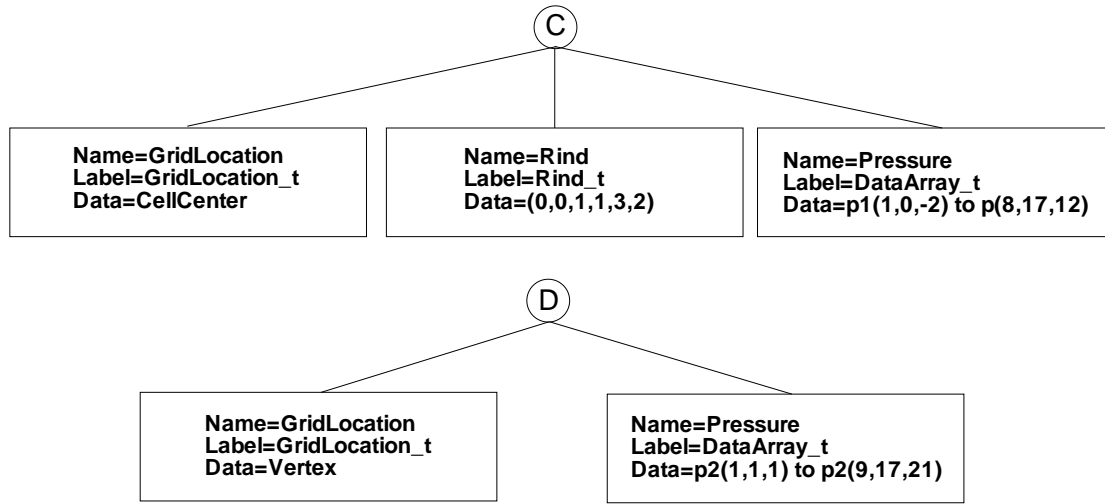 C
Name=GridLocation
Label=GridLocation_t
Data=CellCenter
Name=Rind
Label=Rind_t
Data=(0,0,1,1,3,2)
Name=Pressure
Label=DataArray_t
Data=p1(1,0,-2) to p(8,17,12)
D
Name=GridLocation
Label=GridLocation_t
Data=Vertex
Name=Pressure
Label=DataArray_t
Data=p2(1,1,1) to p2(9,17,21)